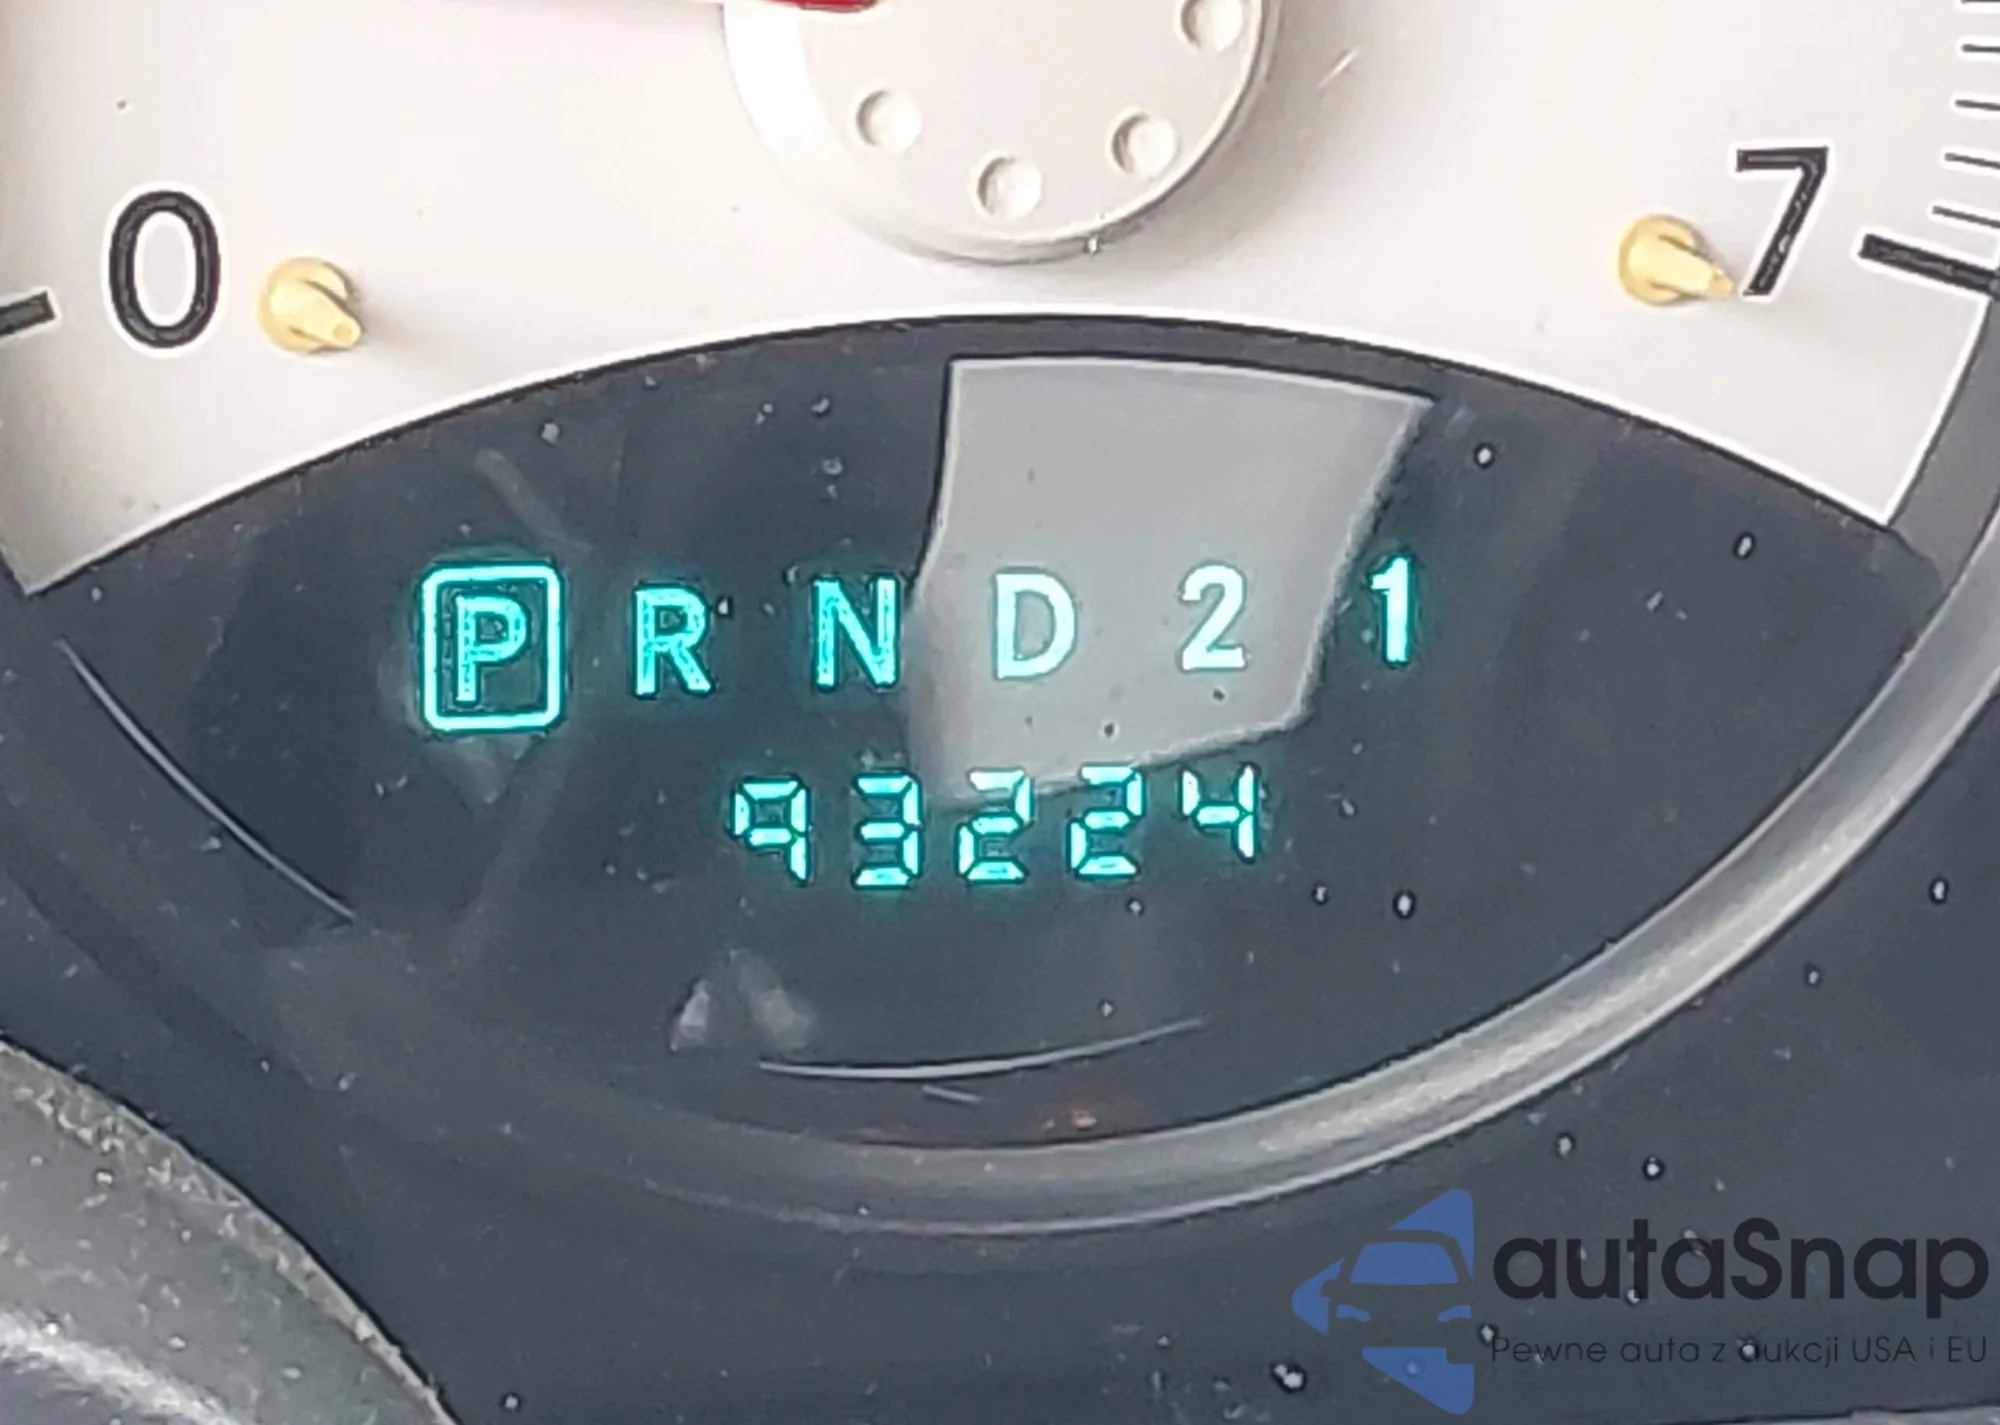 0
7
P R N D 2 1
93224
autaSnap
Pewne auta z aukcji USA i EU